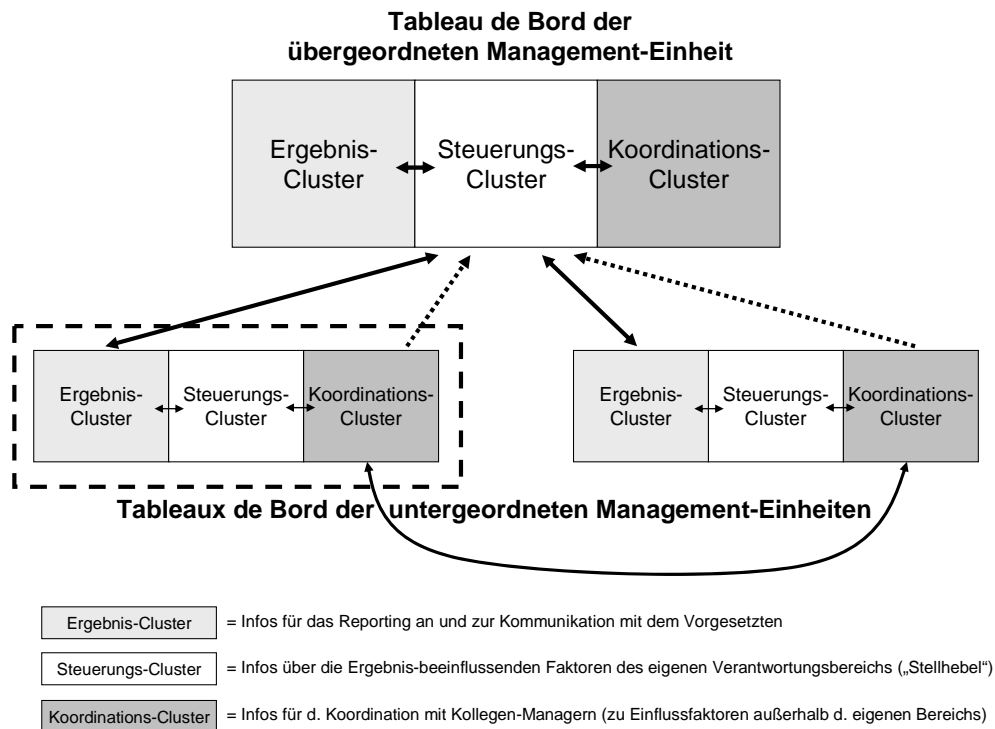 Tableau de Bord der
übergeordneten Management-Einheit
Ergebnis-
Cluster
Steuerungs-
Cluster
Koordinations-
Cluster
Ergebnis-
Cluster
Steuerungs-
Cluster
Koordinations-
Cluster
Ergebnis-
Cluster
Steuerungs-
Cluster
Koordinations-
Cluster
Tableaux de Bord der untergeordneten Management-Einheiten
Ergebnis-Cluster = Infos für das Reporting an und zur Kommunikation mit dem Vorgesetzten
Steuerungs-Cluster = Infos über die Ergebnis-beeinflussenden Faktoren des eigenen Verantwortungsbereichs („Stellhebel“)
Koordinations-Cluster = Infos für d. Koordination mit Kollegen-Managern (zu Einflussfaktoren außerhalb d. eigenen Bereichs)